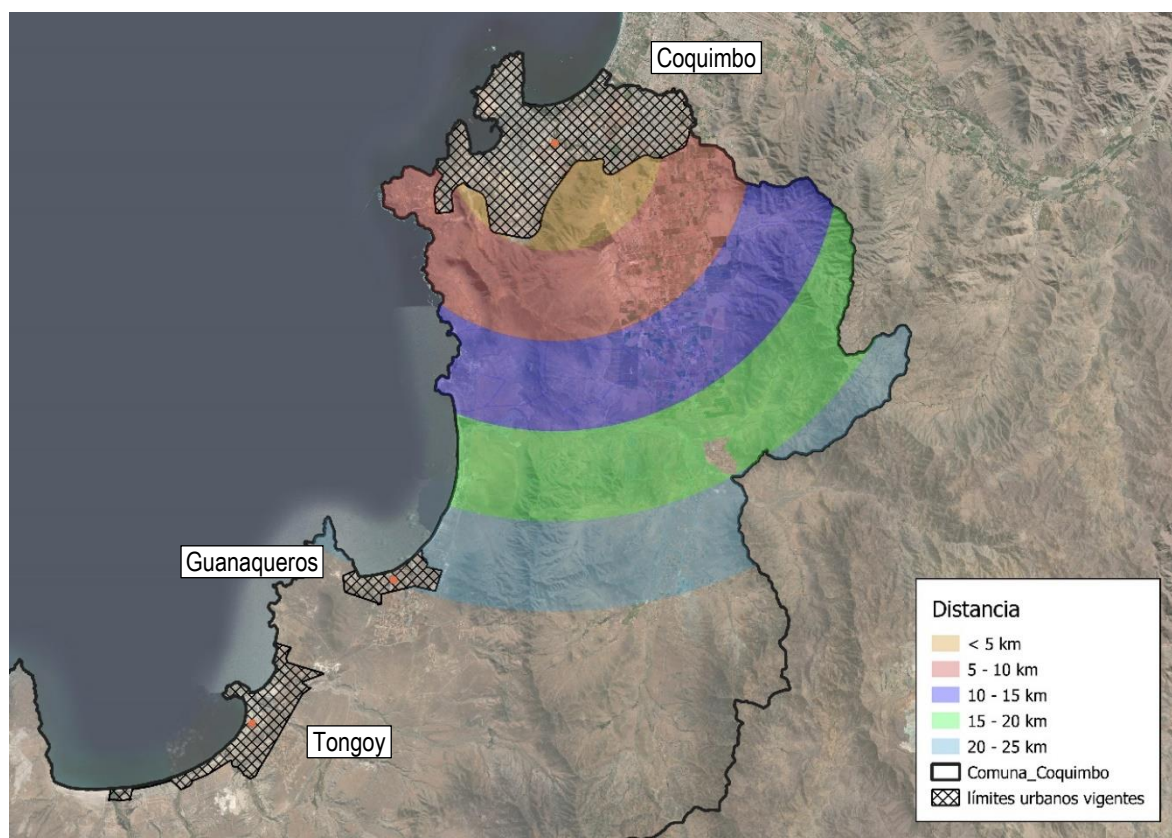 Coquimbo
Guanaqueros
Tongoy
Distancia
< 5 km
5 - 10 km
10 - 15 km
15 - 20 km
20 - 25 km
Comuna_Coquimbo
límites urbanos vigentes